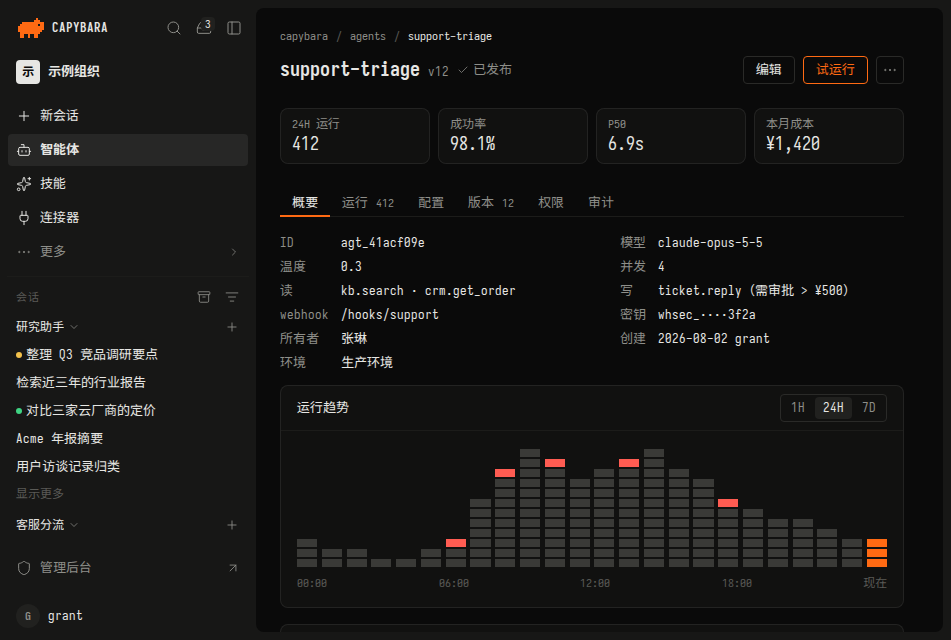 CAPYBARA
3
示 示例组织
新会话
智能体
技能
连接器
更多
会话
研究助手
整理 Q3 竞品调研要点
检索近三年的行业报告
对比三家云厂商的定价
Acme 年报摘要
用户访谈记录归类
显示更多
客服分流
管理后台
G grant
capybara / agents / support-triage
support-triage v12 已发布
编辑 试运行 ···
24H 运行
412
成功率
98.1%
P50
6.9s
本月成本
¥1,420
概要 运行 412 配置 版本 12 权限 审计
ID agt_41acf09e 模型 claude-opus-5-5
温度 0.3 并发 4
读 kb.search · crm.get_order 写 ticket.reply (需审批 > ¥500)
webhook /hooks/support 密钥 whsec_····3f2a
所有者 张琳 创建 2026-08-02 grant
环境 生产环境
运行趋势 1H 24H 7D
00:00 06:00 12:00 18:00 现在